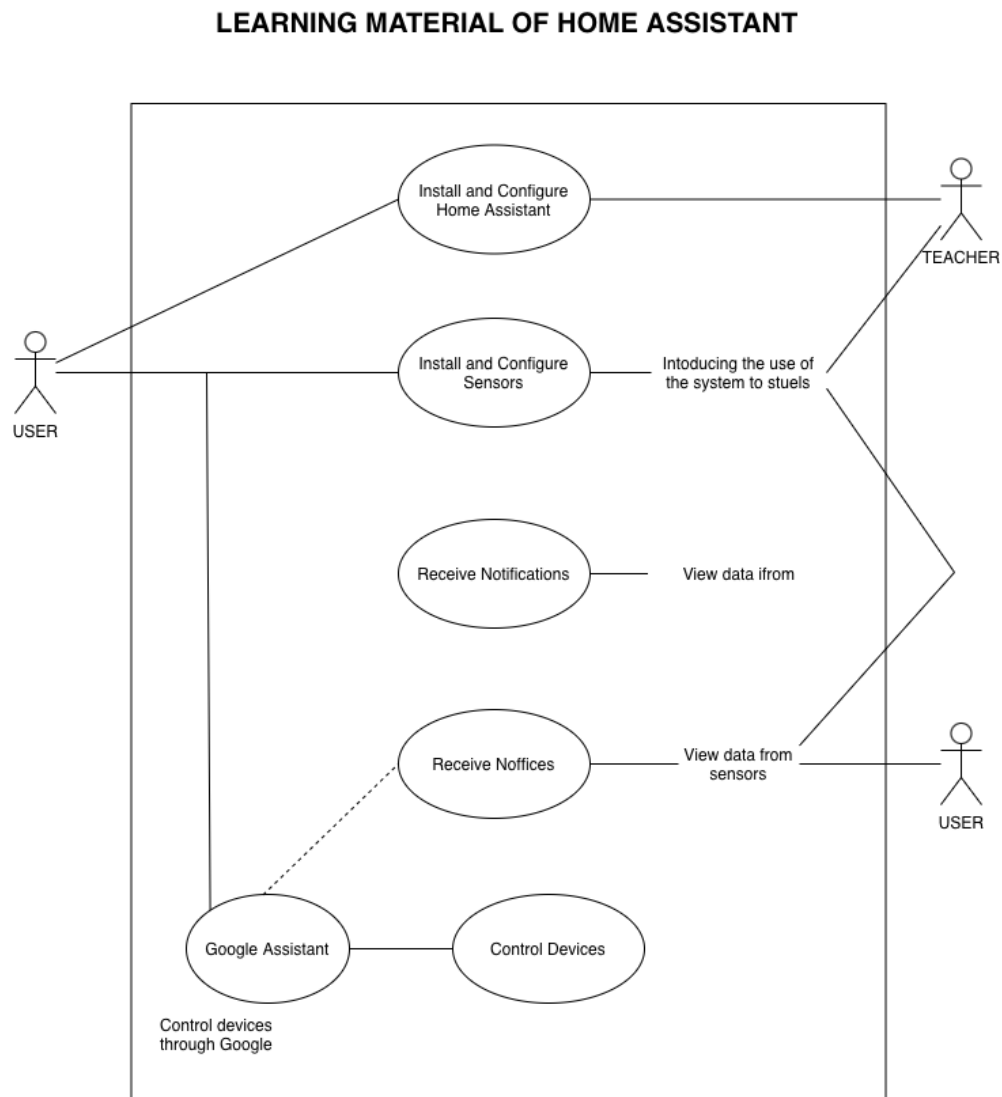 LEARNING MATERIAL OF HOME ASSISTANT
Install and Configure
Home Assistant
TEACHER
USER
Install and Configure
Sensors
Intoducing the use of
the system to stuels
Receive Notifications
View data ifrom
Receive Noffices
View data from
sensors
USER
Google Assistant
Control Devices
Control devices
through Google